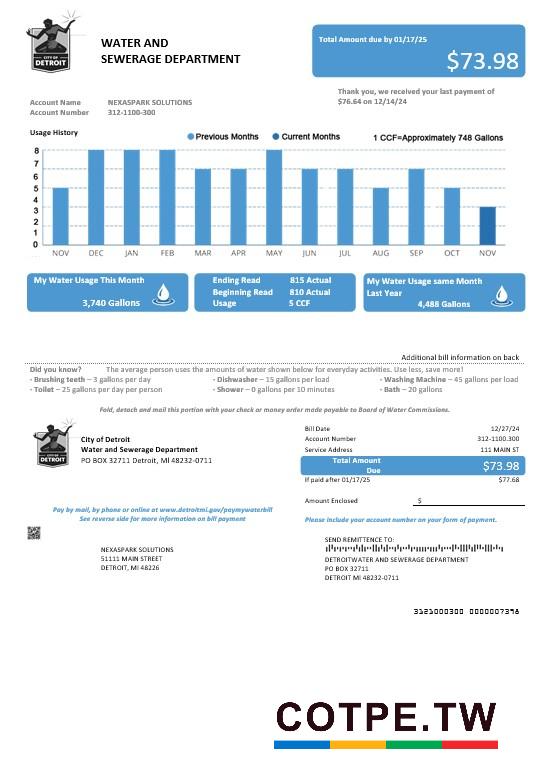 CITY OF
DETROIT
WATER AND
SEWERAGE DEPARTMENT
Total Amount due by 01/17/25
$73.98
Thank you, we received your last payment of
$76.64 on 12/14/24
Account Name NEXASPARK SOLUTIONS
Account Number 312-1100-300
Usage History
Previous Months Current Months 1 CCF=Approximately 748 Gallons
8
7
6
5
4
3
2
1
0
NOV DEC JAN FEB MAR APR MAY JUN JUL AUG SEP OCT NOV
My Water Usage This Month
3,740 Gallons
Ending Read 815 Actual
Beginning Read 810 Actual
Usage 5 CCF
My Water Usage same Month
Last Year
4,488 Gallons
Additional bill information on back
Did you know? The average person uses the amounts of water shown below for everyday activities. Use less, save more!
- Brushing teeth – 3 gallons per day - Dishwasher – 15 gallons per load - Washing Machine – 45 gallons per load
- Toilet – 25 gallons per day per person - Shower – 0 gallons per 10 minutes - Bath – 20 gallons
Fold, detach and mail this portion with your check or money order made payable to Board of Water Commissions.
CITY OF
DETROIT
City of Detroit
Water and Sewerage Department
PO BOX 32711 Detroit, MI 48232-0711
Bill Date 12/27/24
Account Number 312-1100.300
Service Address 111 MAIN ST
Total Amount
Due $73.98
If paid after 01/17/25 $77.68
Amount Enclosed $
Pay by mail, by phone or online at www.detroitmi.gov/paymywaterbill
See reverse side for more information on bill payment
Please include your account number on your form of payment.
NEXASPARK SOLUTIONS
51111 MAIN STREET
DETROIT, MI 48226
SEND REMITTANCE TO:
DETROITWATER AND SEWERAGE DEPARTMENT
PO BOX 32711
DETROIT MI 48232-0711
3121000300 0000007398
COTPE.TW